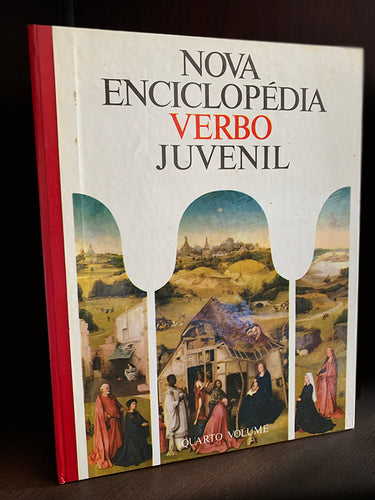 NOVA
ENCICLOPÉDIA
VERBO
JUVENIL
QUARTO VOLUME